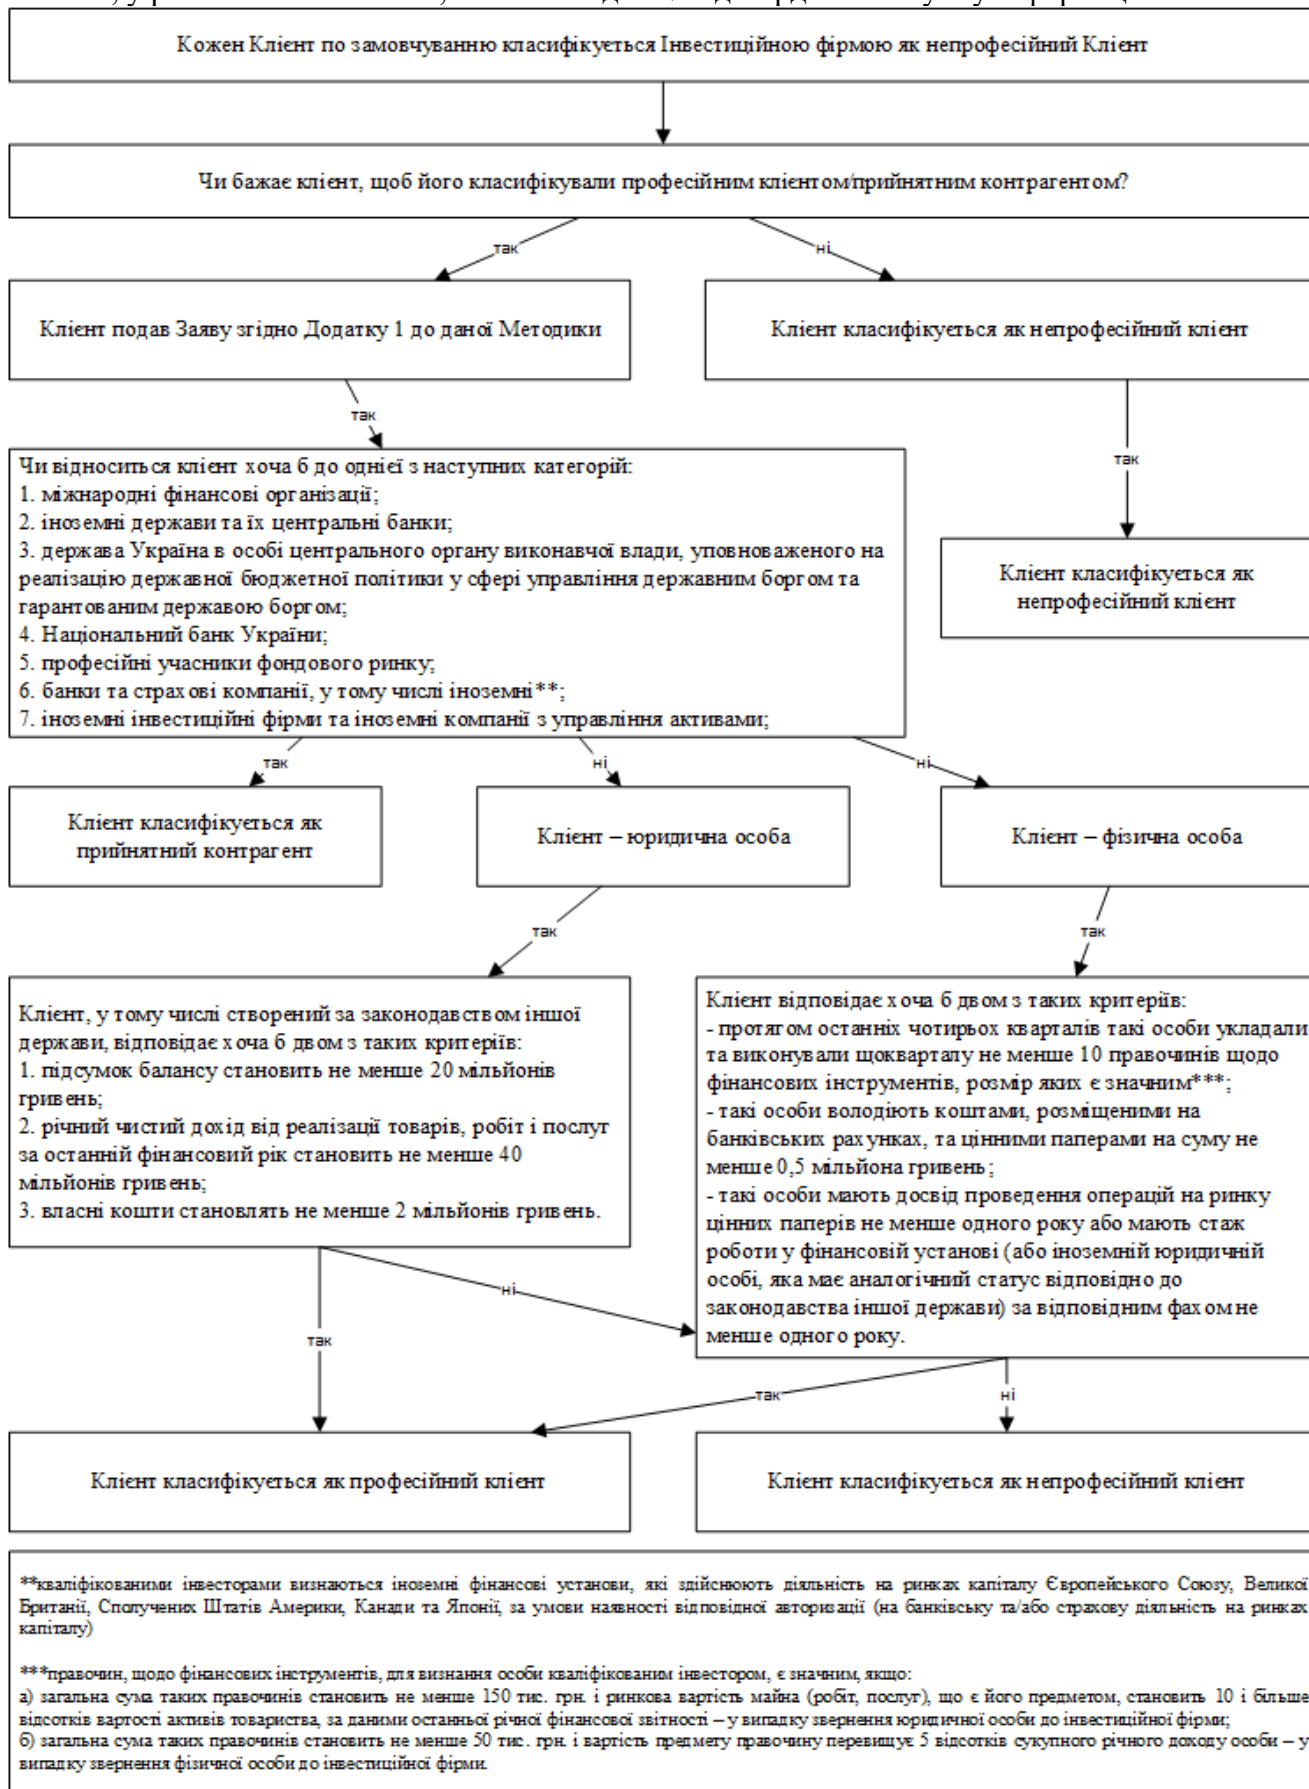 Кожен Клієнт по замовчуванню класифікується Інвестиційною фірмою як непрофесійний Клієнт
Чи бажає клієнт, щоб його класифікували професійним клієнтом/прийнятним контрагентом?
так
ні
Клієнт подав Заяву згідно Додатку 1 до даної Методики
Клієнт класифікується як непрофесійний клієнт
так
так
Чи відноситься клієнт хоча б до однієї з наступних категорій:
1. міжнародні фінансові організації;
2. іноземні держави та їх центральні банки;
3. держава Україна в особі центрального органу виконавчої влади, уповноваженого на
реалізацію державної бюджетної політики у сфері управління державним боргом та
гарантованим державою боргом;
4. Національний банк України;
5. професійні учасники фондового ринку;
6. банки та страхові компанії, у тому числі іноземні**;
7. іноземні інвестиційні фірми та іноземні компанії з управління активами;
Клієнт класифікується як
непрофесійний клієнт
так
ні
ні
Клієнт класифікується як
прийнятний контрагент
Клієнт – юридична особа
Клієнт – фізична особа
так
так
Клієнт, у тому числі створений за законодавством іншої
держави, відповідає хоча б двом з таких критеріїв:
1. підсумок балансу становить не менше 20 мільйонів
гривень;
2. річний чистий дохід від реалізації товарів, робіт і послуг
за останній фінансовий рік становить не менше 40
мільйонів гривень;
3. власні кошти становлять не менше 2 мільйонів гривень.
Клієнт відповідає хоча б двом з таких критеріїв:
- протягом останніх чотирьох кварталів такі особи укладали
та виконували щокварталу не менше 10 правочинів щодо
фінансових інструментів, розмір яких є значним***;
- такі особи володіють коштами, розміщеними на
банківських рахунках, та цінними паперами на суму не
менше 0,5 мільйона гривень;
- такі особи мають досвід проведення операцій на ринку
цінних паперів не менше одного року або мають стаж
роботи у фінансовій установі (або іноземній юридичній
особі, яка має аналогічний статус відповідно до
законодавства іншої держави) за відповідним фахом не
менше одного року.
ні
так
так
ні
Клієнт класифікується як професійний клієнт
Клієнт класифікується як непрофесійний клієнт
**кваліфікованими інвесторами визнаються іноземні фінансові установи, які здійснюють діяльність на ринках капіталу Європейського Союзу, Великої
Британії, Сполучених Штатів Америки, Канади та Японії, за умови наявності відповідної авторизації (на банківську та/або страхову діяльність на ринках
капіталу)
***правочин, щодо фінансових інструментів, для визнання особи кваліфікованим інвестором, є значним, якщо:
а) загальна сума таких правочинів становить не менше 150 тис. грн. і ринкова вартість майна (робіт, послуг), що є його предметом, становить 10 і більше
відсотків вартості активів товариства, за даними останньої річної фінансової звітності – у випадку звернення юридичної особи до інвестиційної фірми;
б) загальна сума таких правочинів становить не менше 50 тис. грн. і вартість предмету правочину перевищує 5 відсотків сукупного річного доходу особи – у
випадку звернення фізичної особи до інвестиційної фірми.